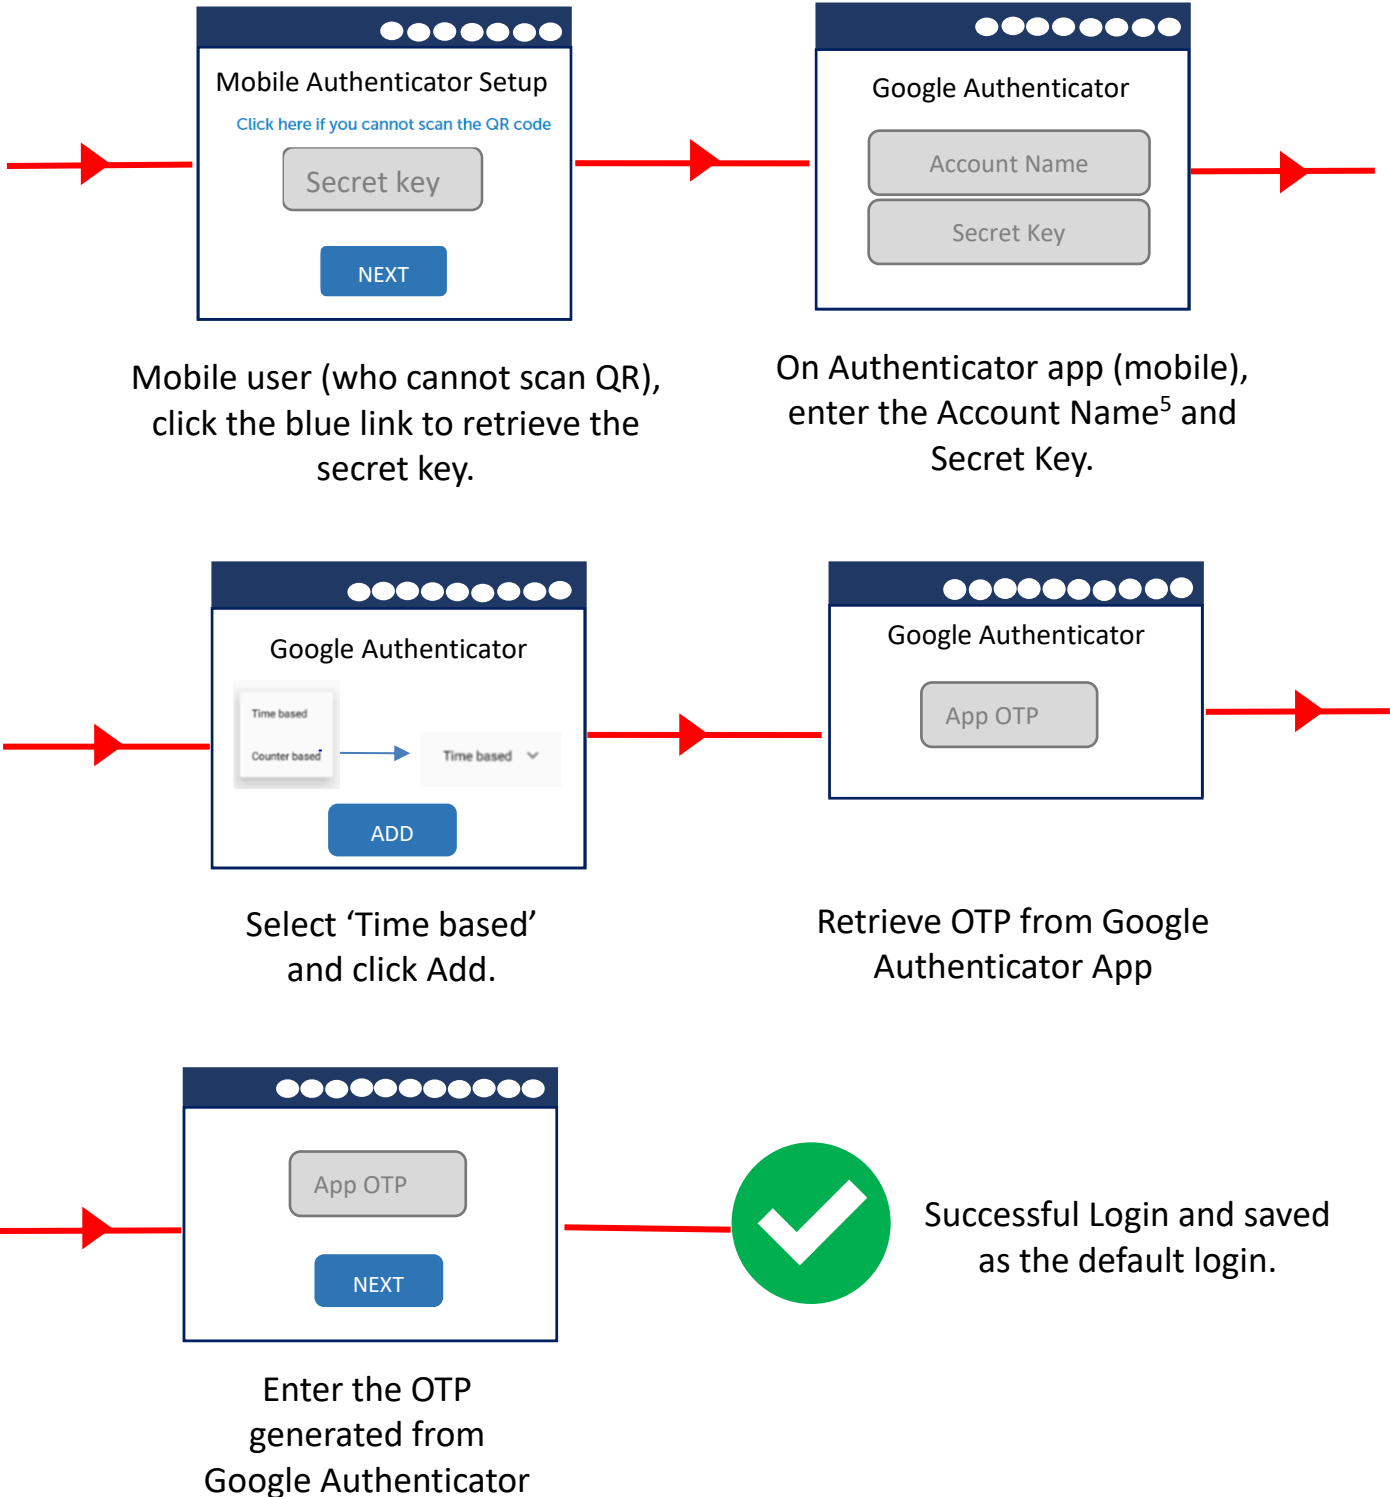 Mobile Authenticator Setup
Click here if you cannot scan the QR code
Secret key
NEXT
Mobile user (who cannot scan QR),
click the blue link to retrieve the
secret key.
Google Authenticator
Account Name
Secret Key
On Authenticator app (mobile),
enter the Account Name⁵ and
Secret Key.
Google Authenticator
Time based
Counter based
Time based
ADD
Select ‘Time based’
and click Add.
Google Authenticator
App OTP
Retrieve OTP from Google
Authenticator App
App OTP
NEXT
Enter the OTP
generated from
Google Authenticator
Successful Login and saved
as the default login.